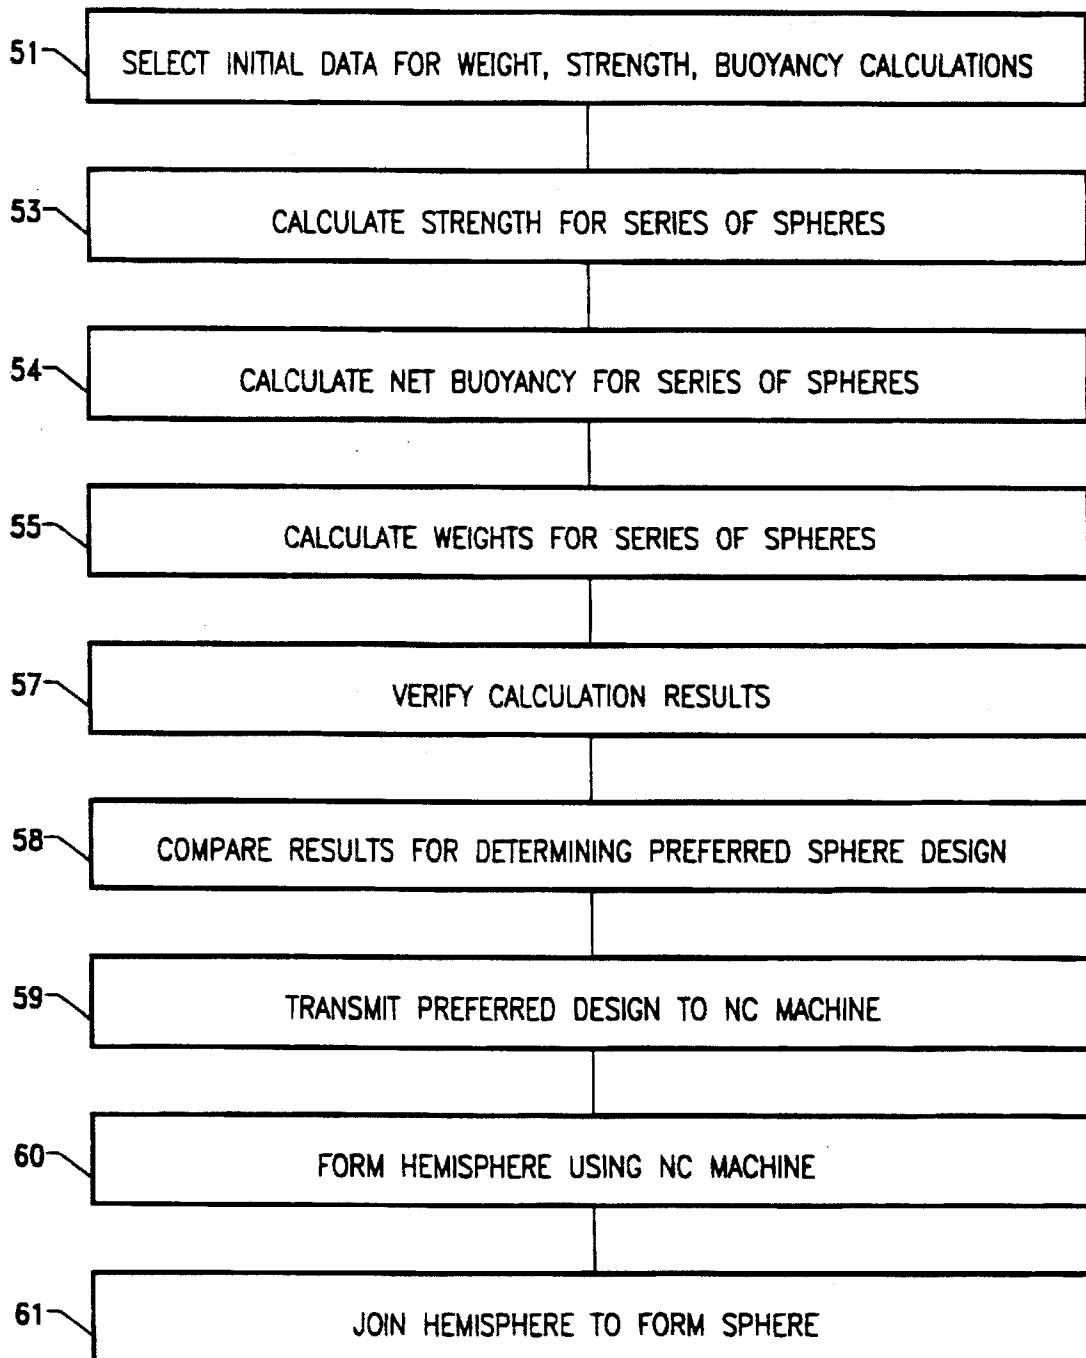 51 SELECT INITIAL DATA FOR WEIGHT, STRENGTH, BUOYANCY CALCULATIONS
53 CALCULATE STRENGTH FOR SERIES OF SPHERES
54 CALCULATE NET BUOYANCY FOR SERIES OF SPHERES
55 CALCULATE WEIGHTS FOR SERIES OF SPHERES
57 VERIFY CALCULATION RESULTS
58 COMPARE RESULTS FOR DETERMINING PREFERRED SPHERE DESIGN
59 TRANSMIT PREFERRED DESIGN TO NC MACHINE
60 FORM HEMISPHERE USING NC MACHINE
61 JOIN HEMISPHERE TO FORM SPHERE